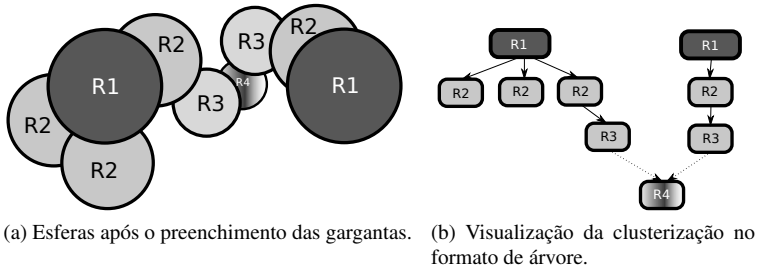 R2
R3
R2
R1
R4
R1
R3
R2
R2
R1
R1
R2
R2
R2
R2
R3
R3
R4
(a) Esferas após o preenchimento das gargantas.
(b) Visualização da clusterização no
formato de árvore.